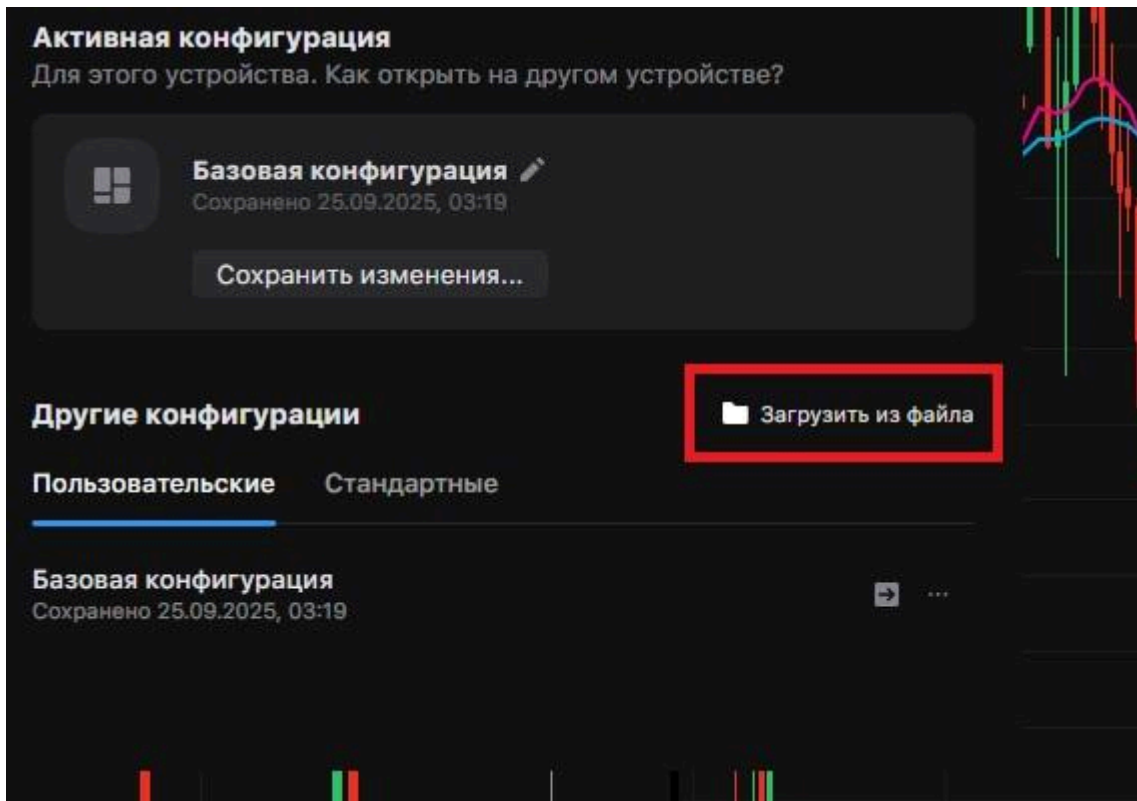 Активная конфигурация
Для этого устройства. Как открыть на другом устройстве?
Базовая конфигурация
Сохранено 25.09.2025, 03:19
Сохранить изменения...
Другие конфигурации
Загрузить из файла
Пользовательские Стандартные
Базовая конфигурация
Сохранено 25.09.2025, 03:19